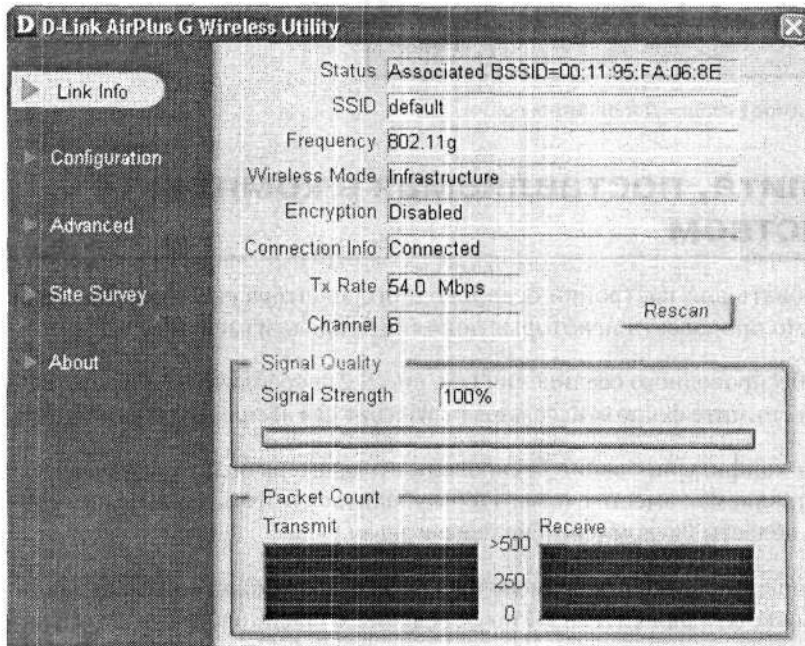 D D-Link AirPlus G Wireless Utility
Link Info
Configuration
Advanced
Site Survey
About
Status Associated BSSID=00:11:95:FA:06:8E
SSID default
Frequency 802.11g
Wireless Mode Infrastructure
Encryption Disabled
Connection Info Connected
Tx Rate 54.0 Mbps
Channel 6
Rescan
Signal Quality
Signal Strength 100%
Packet Count
Transmit
Receive
>500
250
0